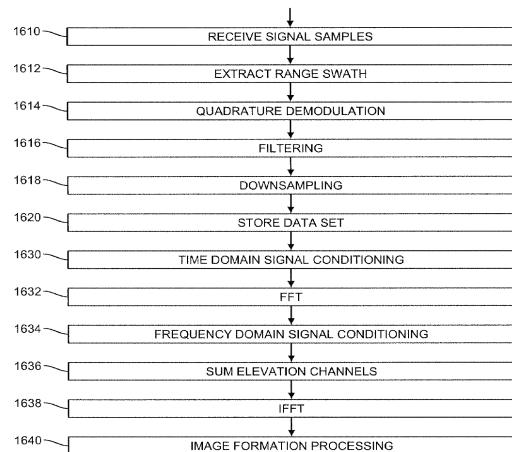 1610 RECEIVE SIGNAL SAMPLES
1612 EXTRACT RANGE SWATH
1614 QUADRATURE DEMODULATION
1616 FILTERING
1618 DOWNSAMPLING
1620 STORE DATA SET
1630 TIME DOMAIN SIGNAL CONDITIONING
1632 FFT
1634 FREQUENCY DOMAIN SIGNAL CONDITIONING
1636 SUM ELEVATION CHANNELS
1638 IFFT
1640 IMAGE FORMATION PROCESSING